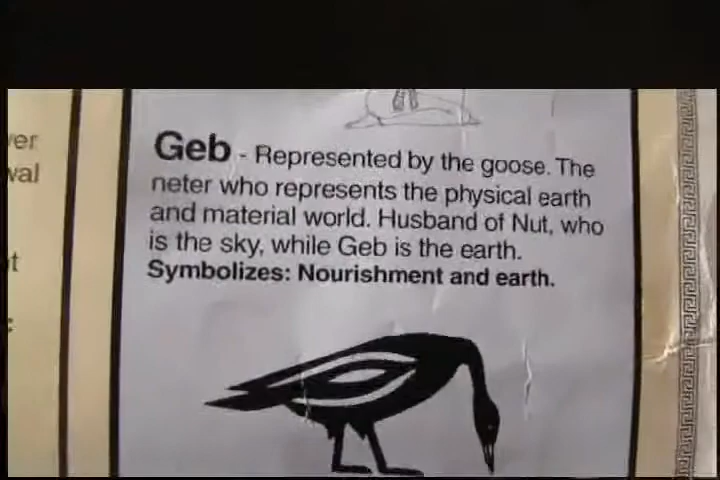 Geb - Represented by the goose. The
neter who represents the physical earth
and material world. Husband of Nut, who
is the sky, while Geb is the earth.
Symbolizes: Nourishment and earth.